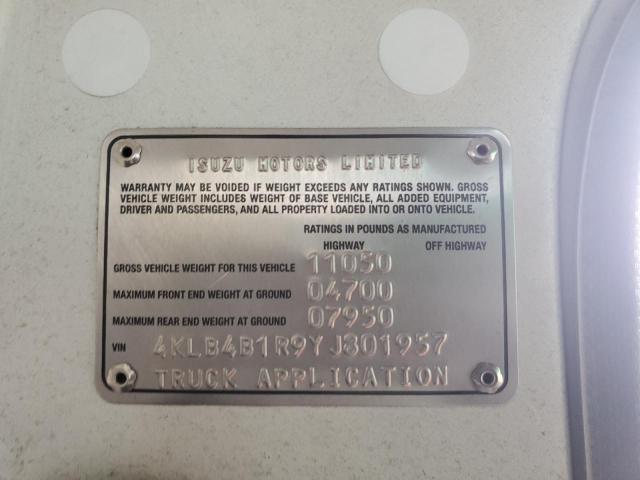 ISUZU MOTORS LIMITED
WARRANTY MAY BE VOIDED IF WEIGHT EXCEEDS ANY RATINGS SHOWN. GROSS
VEHICLE WEIGHT INCLUDES WEIGHT OF BASE VEHICLE, ALL ADDED EQUIPMENT,
DRIVER AND PASSENGERS, AND ALL PROPERTY LOADED INTO OR ONTO VEHICLE.
RATINGS IN POUNDS AS MANUFACTURED
HIGHWAY OFF HIGHWAY
GROSS VEHICLE WEIGHT FOR THIS VEHICLE 11050
MAXIMUM FRONT END WEIGHT AT GROUND 04700
MAXIMUM REAR END WEIGHT AT GROUND 07950
VIN 4KLB4B1R9YJ801957
TRUCK APPLICATION